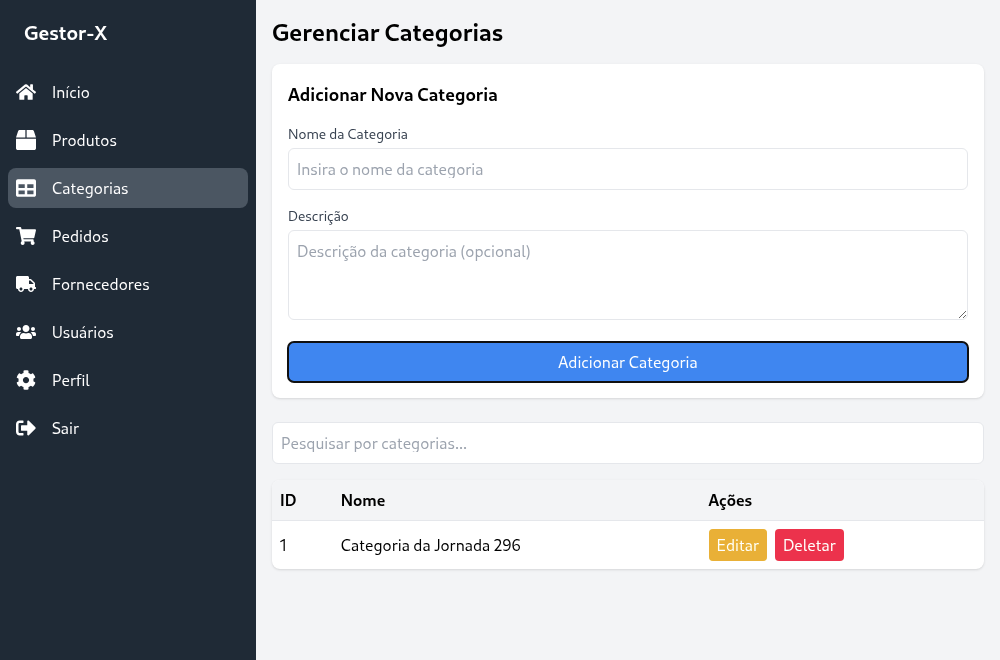 Gestor-X
Início
Produtos
Categorias
Pedidos
Fornecedores
Usuários
Perfil
Sair
Gerenciar Categorias
Adicionar Nova Categoria
Nome da Categoria
Insira o nome da categoria
Descrição
Descrição da categoria (opcional)
Adicionar Categoria
Pesquisar por categorias...
ID Nome Ações
1 Categoria da Jornada 296 Editar Deletar